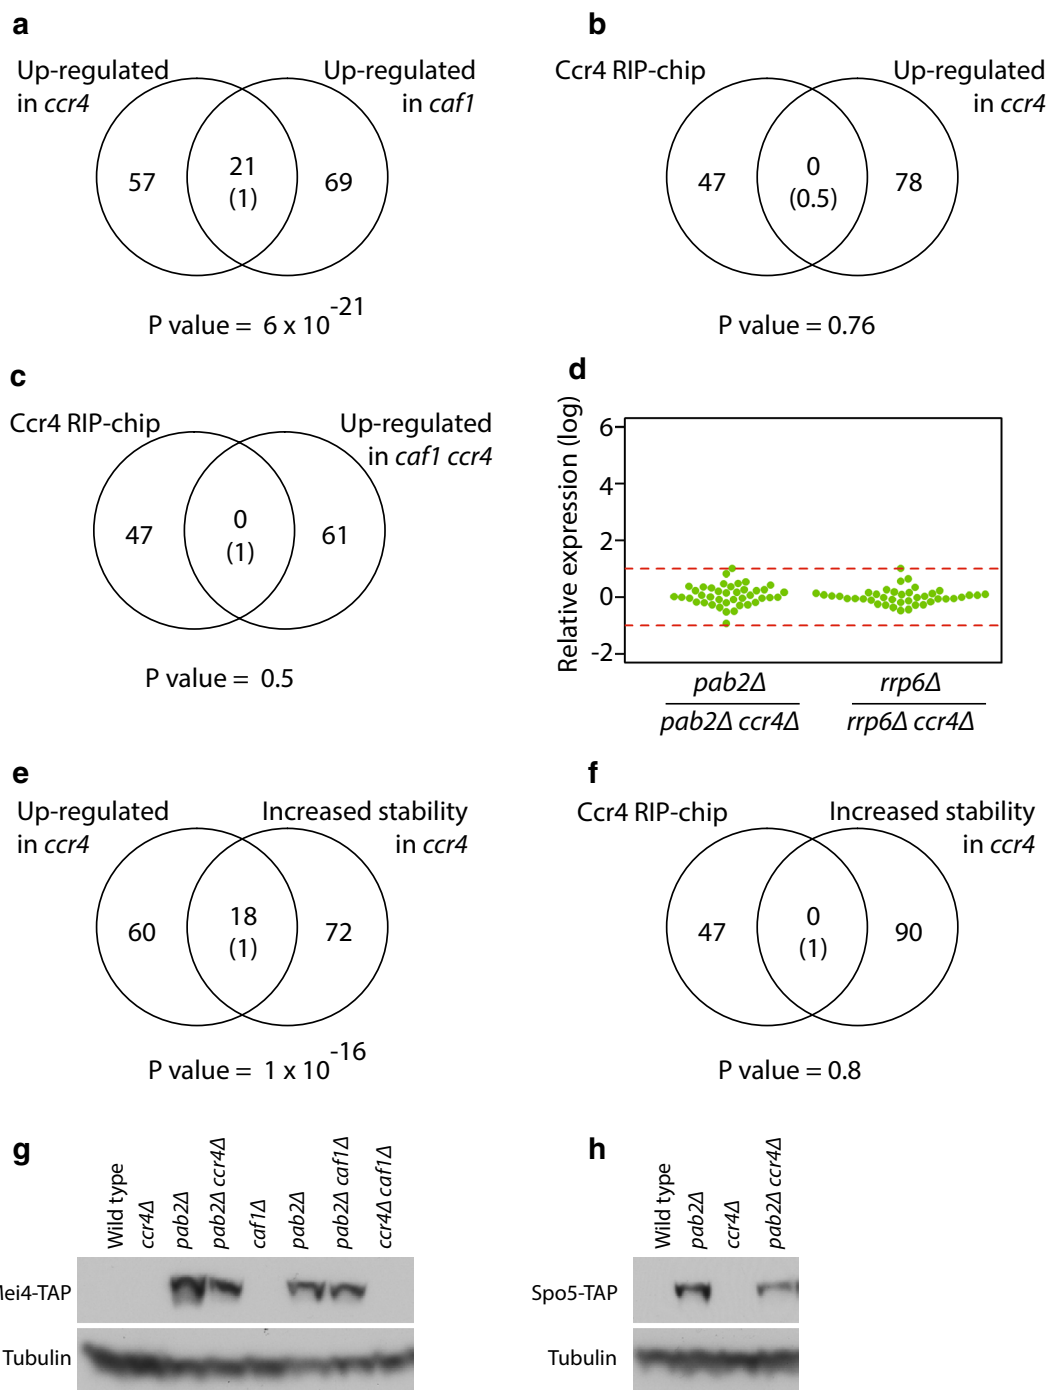 a
Up-regulated
in ccr4
Up-regulated
in caf1
57
21
(1)
69
P value = 6 x 10^-21
b
Ccr4 RIP-chip
Up-regulated
in ccr4
47
0
(0.5)
78
P value = 0.76
c
Ccr4 RIP-chip
Up-regulated
in caf1 ccr4
47
0
(1)
61
P value = 0.5
d
Relative expression (log)
6
4
2
0
-2
pab2Δ
pab2Δ ccr4Δ
rrp6Δ
rrp6Δ ccr4Δ
e
Up-regulated
in ccr4
Increased stability
in ccr4
60
18
(1)
72
P value = 1 x 10^-16
f
Ccr4 RIP-chip
Increased stability
in ccr4
47
0
(1)
90
P value = 0.8
g
Wild type
ccr4Δ
pab2Δ
pab2Δ ccr4Δ
caf1Δ
pab2Δ
pab2Δ caf1Δ
ccr4Δ caf1Δ
Mei4-TAP
Tubulin
h
Wild type
pab2Δ
ccr4Δ
pab2Δ ccr4Δ
Spo5-TAP
Tubulin